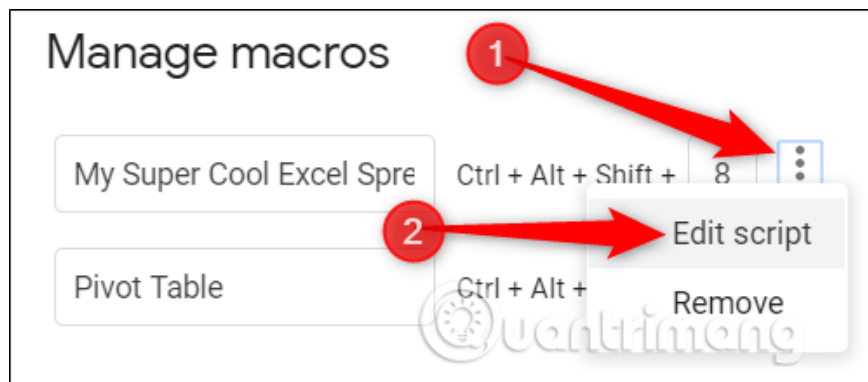 Manage macros
1
My Super Cool Excel Spre
Ctrl + Alt + Shift + 8
2
Edit script
Pivot Table
Ctrl + Alt +
Remove
Quantrimang